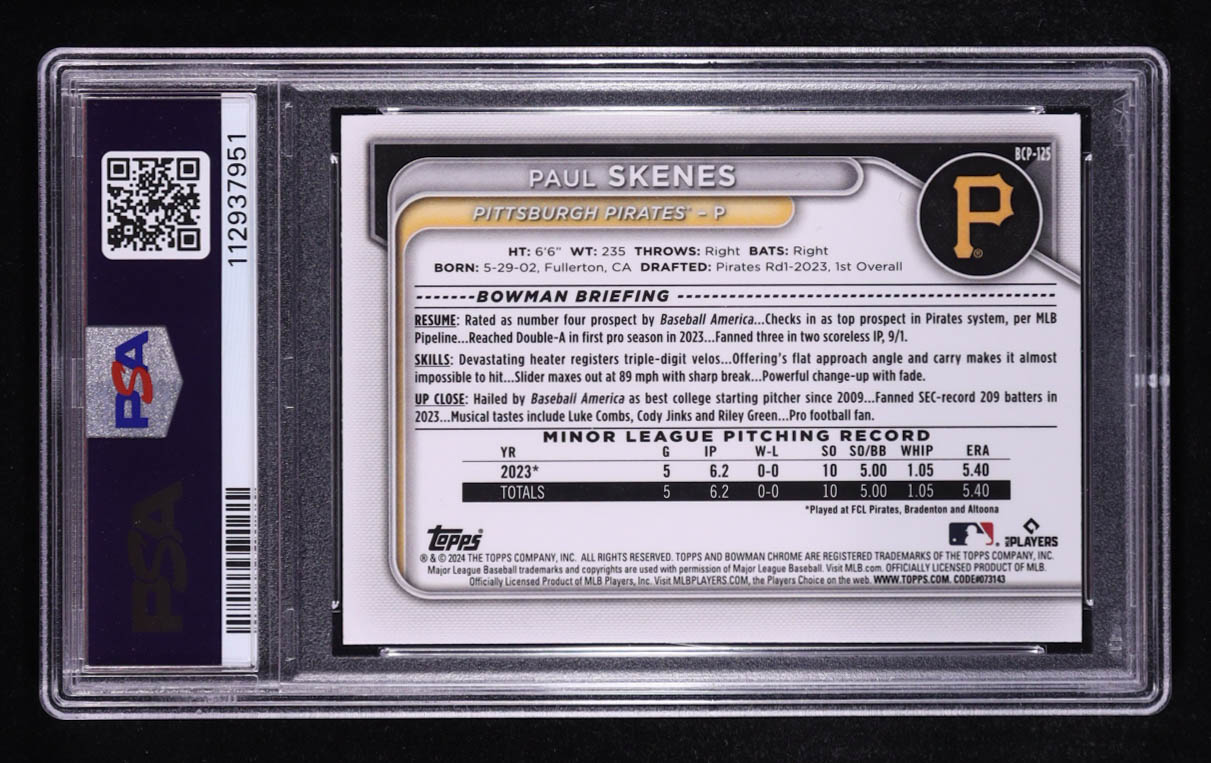 PSA
112937951
PSA
BCP-125
PAUL SKENES
PITTSBURGH PIRATES® – P
P®
HT: 6'6" WT: 235 THROWS: Right BATS: Right
BORN: 5-29-02, Fullerton, CA DRAFTED: Pirates Rd1-2023, 1st Overall
BOWMAN BRIEFING
RESUME: Rated as number four prospect by Baseball America...Checks in as top prospect in Pirates system, per MLB
Pipeline...Reached Double-A in first pro season in 2023...Fanned three in two scoreless IP, 9/1.
SKILLS: Devastating heater registers triple-digit velos...Offering's flat approach angle and carry makes it almost
impossible to hit...Slider maxes out at 89 mph with sharp break...Powerful change-up with fade.
UP CLOSE: Hailed by Baseball America as best college starting pitcher since 2009...Fanned SEC-record 209 batters in
2023...Musical tastes include Luke Combs, Cody Jinks and Riley Green...Pro football fan.
MINOR LEAGUE PITCHING RECORD
YR G IP W-L SO SO/BB WHIP ERA
2023* 5 6.2 0-0 10 5.00 1.05 5.40
TOTALS 5 6.2 0-0 10 5.00 1.05 5.40
*Played at FCL Pirates, Bradenton and Altoona
Topps®
PLAYERS
® & © 2024 THE TOPPS COMPANY, INC. ALL RIGHTS RESERVED. TOPPS AND BOWMAN CHROME ARE REGISTERED TRADEMARKS OF THE TOPPS COMPANY, INC.
Major League Baseball trademarks and copyrights are used with permission of Major League Baseball. Visit MLB.com. OFFICIALLY LICENSED PRODUCT OF MLB.
Officially Licensed Product of MLB Players, Inc. Visit MLBPLAYERS.COM, the Players Choice on the web. WWW.TOPPS.COM. CODE#073143